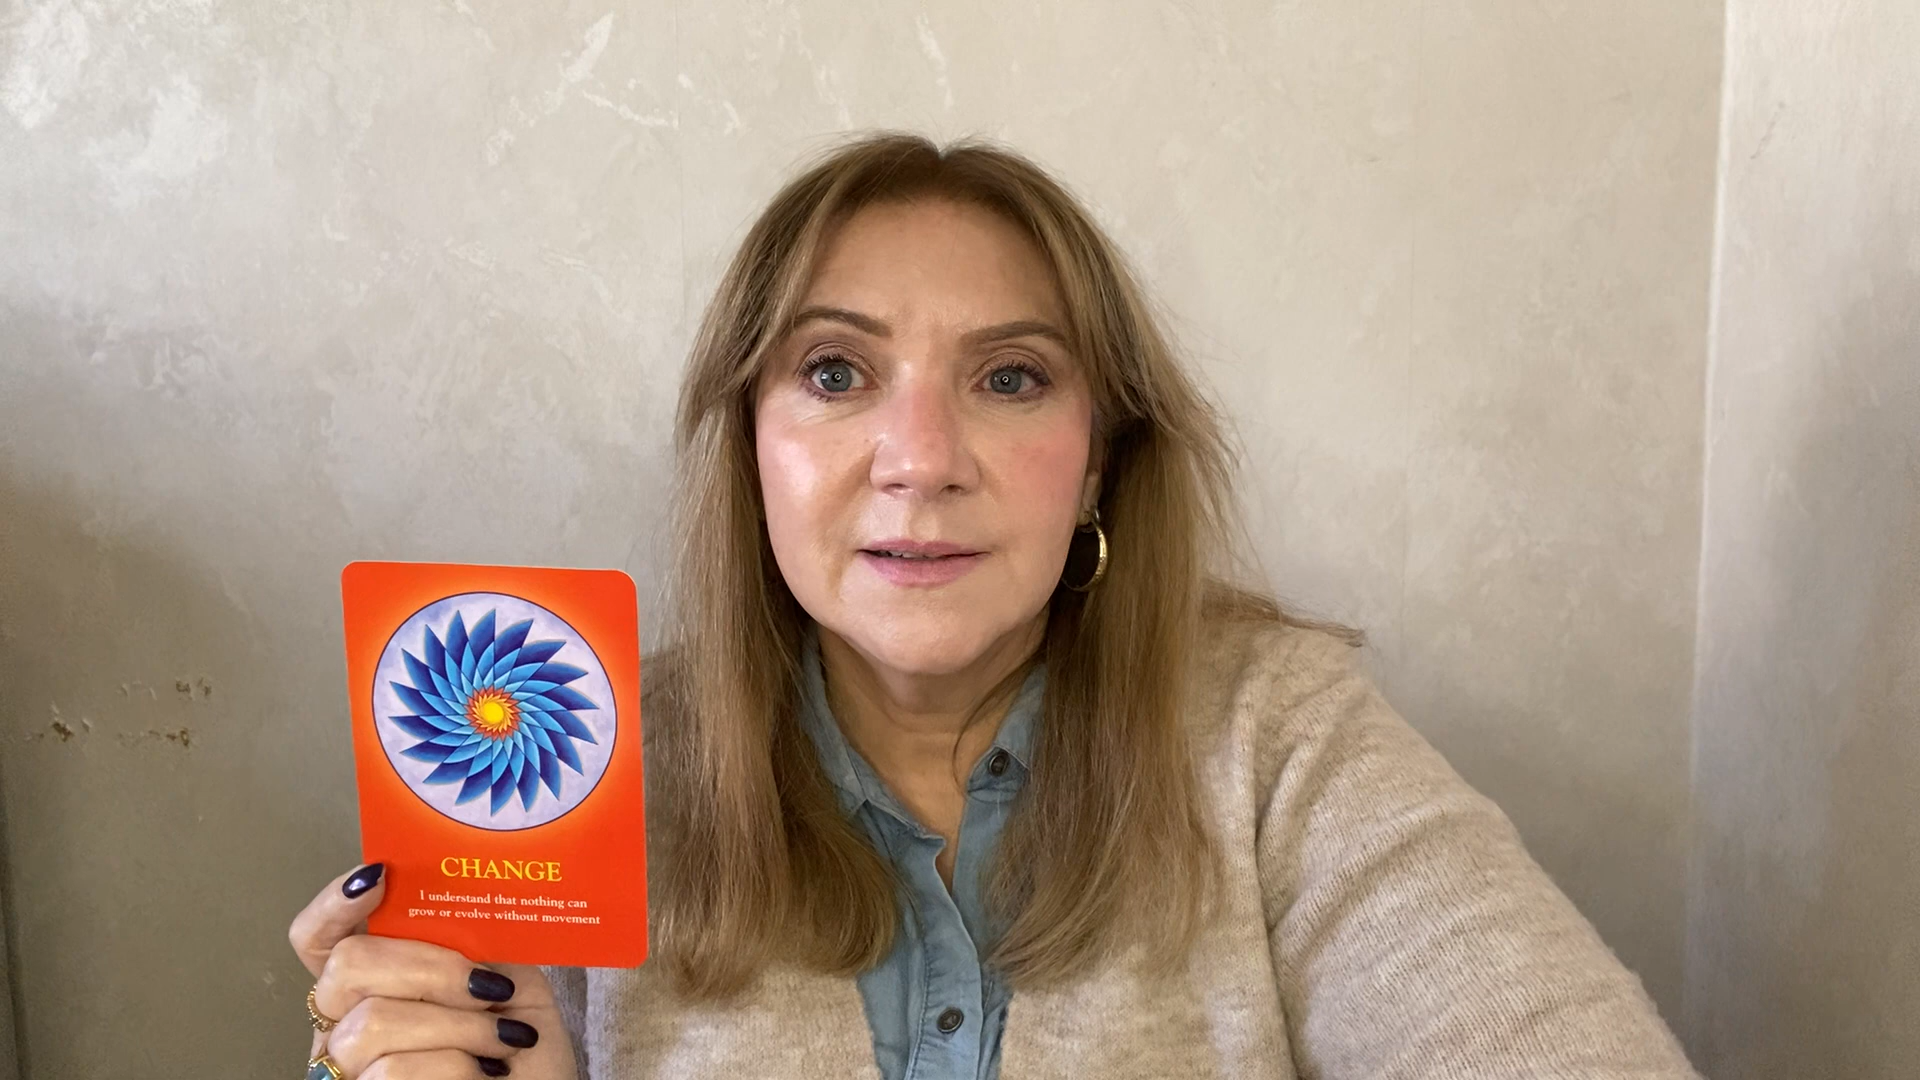 CHANGE
I understand that nothing can
grow or evolve without movement